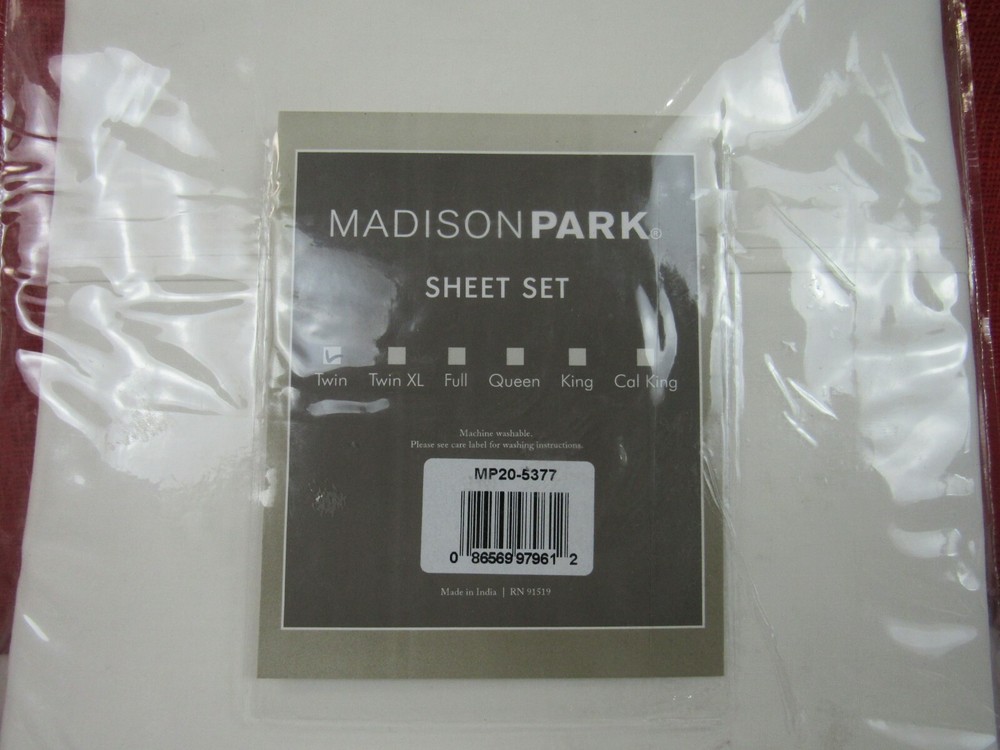 MADISONPARK®
SHEET SET
Twin Twin XL Full Queen King Cal King
Machine washable.
Please see care label for washing instructions.
MP20-5377
0 86569 97961 2
Made in India | RN 91519